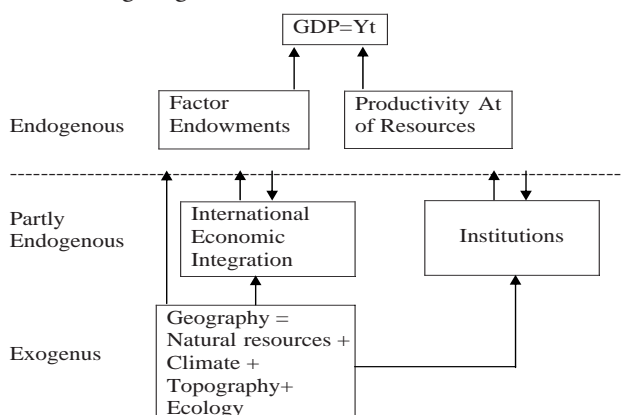 GDP=Yt
Factor
Endowments
Productivity At
of Resources
Endogenous
Partly
Endogenous
International
Economic
Integration
Institutions
Exogenus
Geography =
Natural resources +
Climate +
Topography+
Ecology